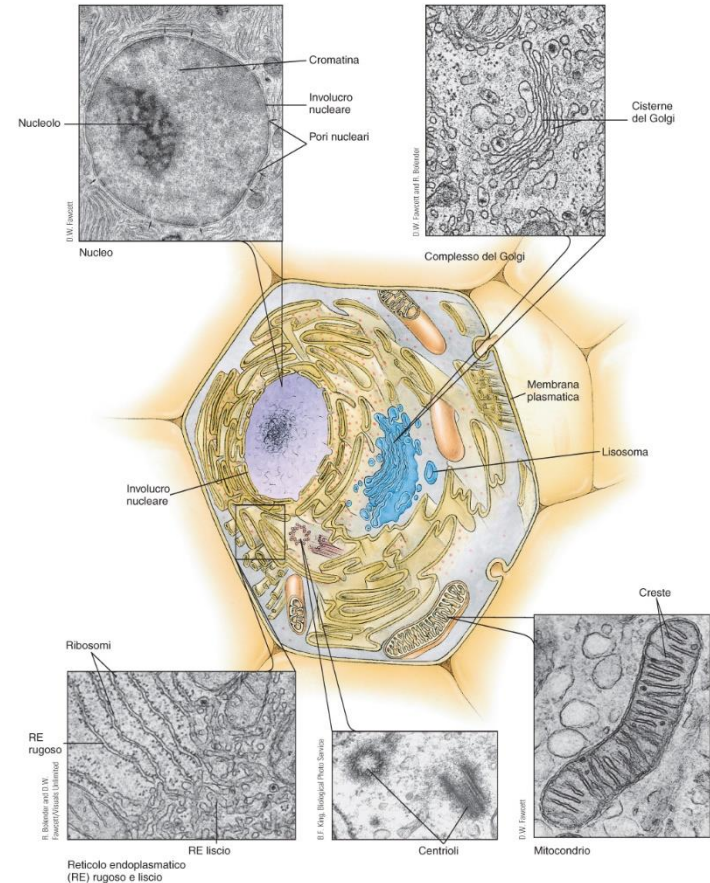 Cromatina
Involucro
nucleare
Nucleolo
Pori nucleari
D.W. Fawcett
Nucleo
Cisterne
del Golgi
D.W. Fawcett and R. Bolender
Complesso del Golgi
Membrana
plasmatica
Lisosoma
Involucro
nucleare
Creste
Ribosomi
RE
rugoso
R. Bolender and D.W.
Fawcett/Visuals Unlimited
RE liscio
Reticolo endoplasmatico
(RE) rugoso e liscio
B.F. King, Biological Photo Service
Centrioli
D.W. Fawcett
Mitocondrio